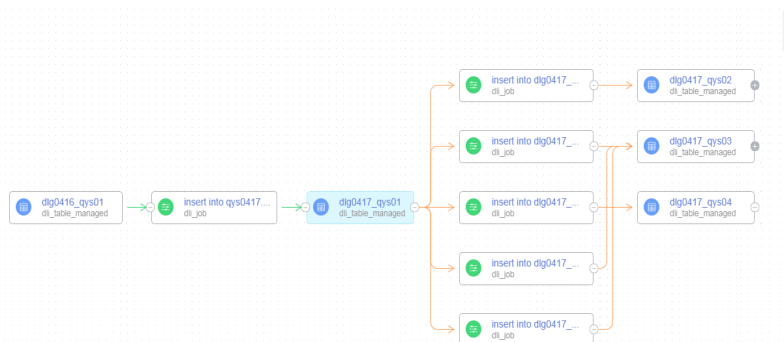 dlg0416_qys01
dli_table_managed
insert into qys0417....
dli_job
dlg0417_qys01
dli_table_managed
insert into dlg0417_...
dli_job
insert into dlg0417_...
dli_job
insert into dlg0417_...
dli_job
insert into dlg0417_...
dli_job
insert into dlg0417_...
dli_job
dlg0417_qys02
dli_table_managed
dlg0417_qys03
dli_table_managed
dlg0417_qys04
dli_table_managed